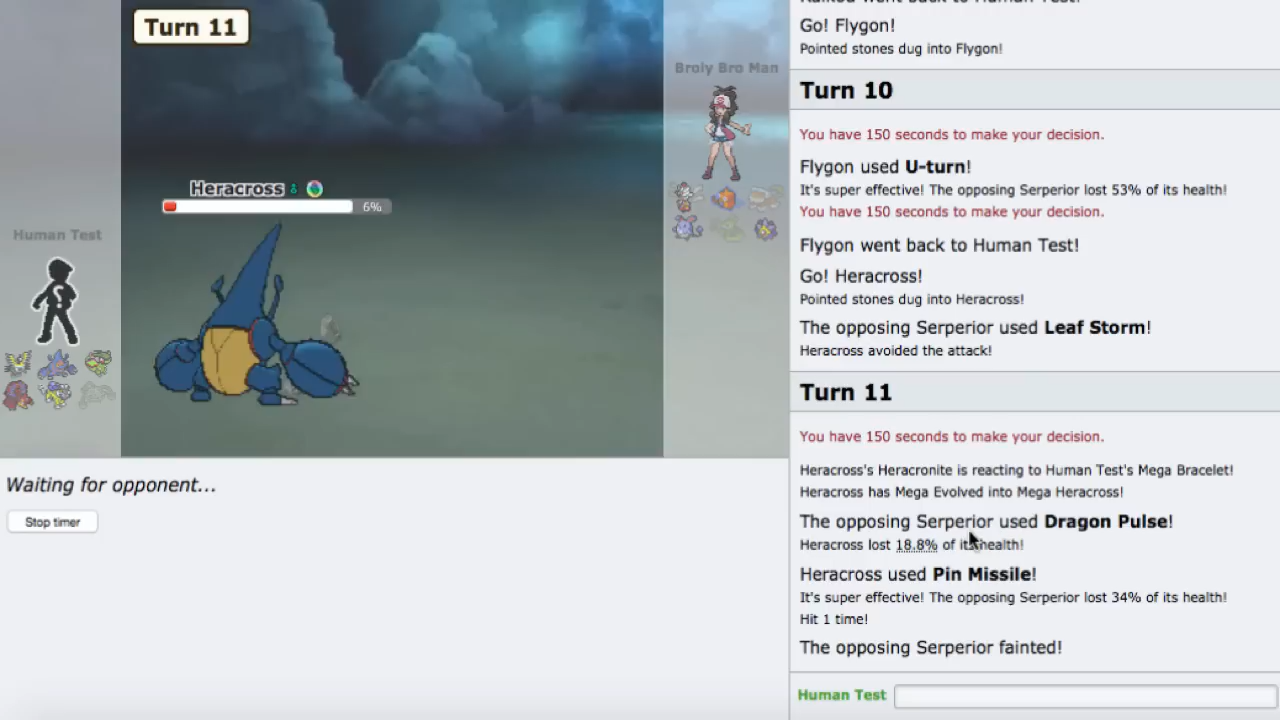 Turn 11
Broly Bro Man
Heracross
6%
Human Test
Waiting for opponent...
Stop timer
Go! Flygon!
Pointed stones dug into Flygon!
Turn 10
You have 150 seconds to make your decision.
Flygon used U-turn!
It's super effective! The opposing Serperior lost 53% of its health!
You have 150 seconds to make your decision.
Flygon went back to Human Test!
Go! Heracross!
Pointed stones dug into Heracross!
The opposing Serperior used Leaf Storm!
Heracross avoided the attack!
Turn 11
You have 150 seconds to make your decision.
Heracross's Heracronite is reacting to Human Test's Mega Bracelet!
Heracross has Mega Evolved into Mega Heracross!
The opposing Serperior used Dragon Pulse!
Heracross lost 18.8% of its health!
Heracross used Pin Missile!
It's super effective! The opposing Serperior lost 34% of its health!
Hit 1 time!
The opposing Serperior fainted!
Human Test